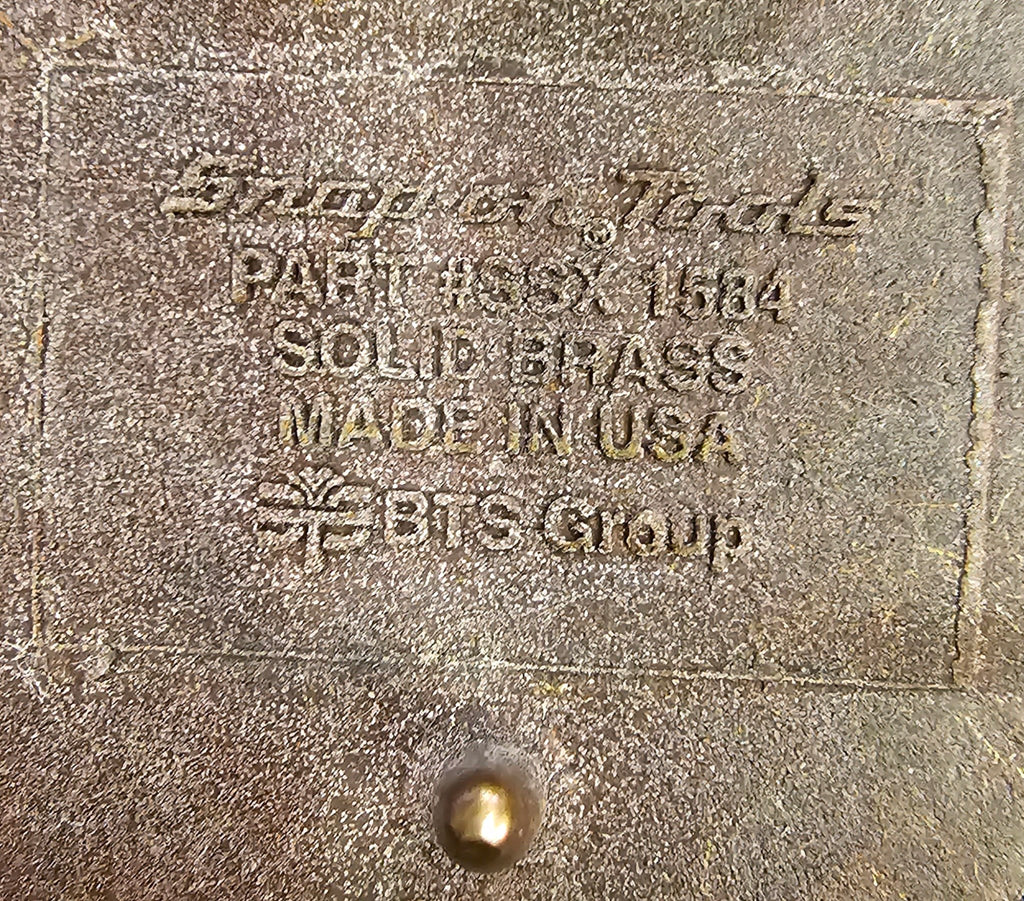 Snap-on Tools
PART #SSX 1584
SOLID BRASS
MADE IN USA
BTS Group